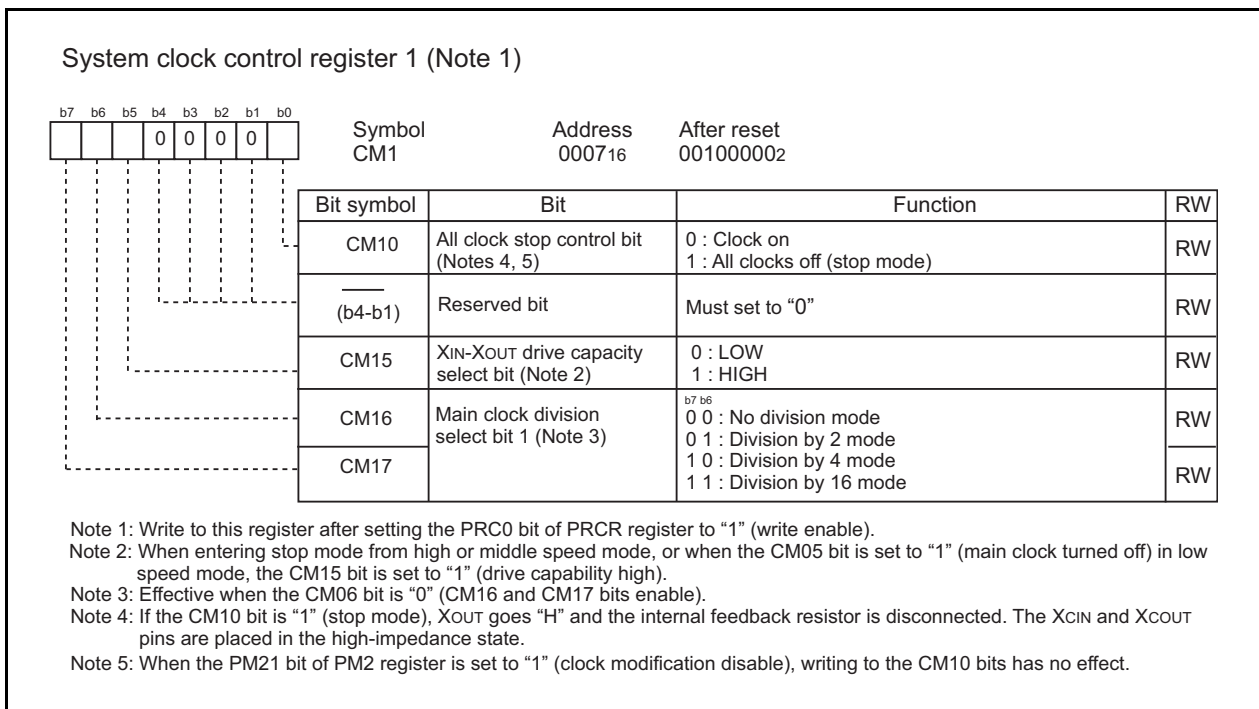 System clock control register 1 (Note 1)
b7 b6 b5 b4 b3 b2 b1 b0
0 0 0 0
Symbol Address After reset
CM1 000716 001000002
Bit symbol Bit Function RW
CM10 All clock stop control bit 0 : Clock on RW
(Notes 4, 5) 1 : All clocks off (stop mode)
(b4-b1) Reserved bit Must set to “0” RW
CM15 XIN-XOUT drive capacity 0 : LOW RW
select bit (Note 2) 1 : HIGH
b7 b6
CM16 Main clock division 0 0 : No division mode RW
select bit 1 (Note 3) 0 1 : Division by 2 mode
CM17 1 0 : Division by 4 mode RW
1 1 : Division by 16 mode
Note 1: Write to this register after setting the PRC0 bit of PRCR register to “1” (write enable).
Note 2: When entering stop mode from high or middle speed mode, or when the CM05 bit is set to “1” (main clock turned off) in low
speed mode, the CM15 bit is set to “1” (drive capability high).
Note 3: Effective when the CM06 bit is “0” (CM16 and CM17 bits enable).
Note 4: If the CM10 bit is “1” (stop mode), XOUT goes “H” and the internal feedback resistor is disconnected. The XCIN and XCOUT
pins are placed in the high-impedance state.
Note 5: When the PM21 bit of PM2 register is set to “1” (clock modification disable), writing to the CM10 bits has no effect.